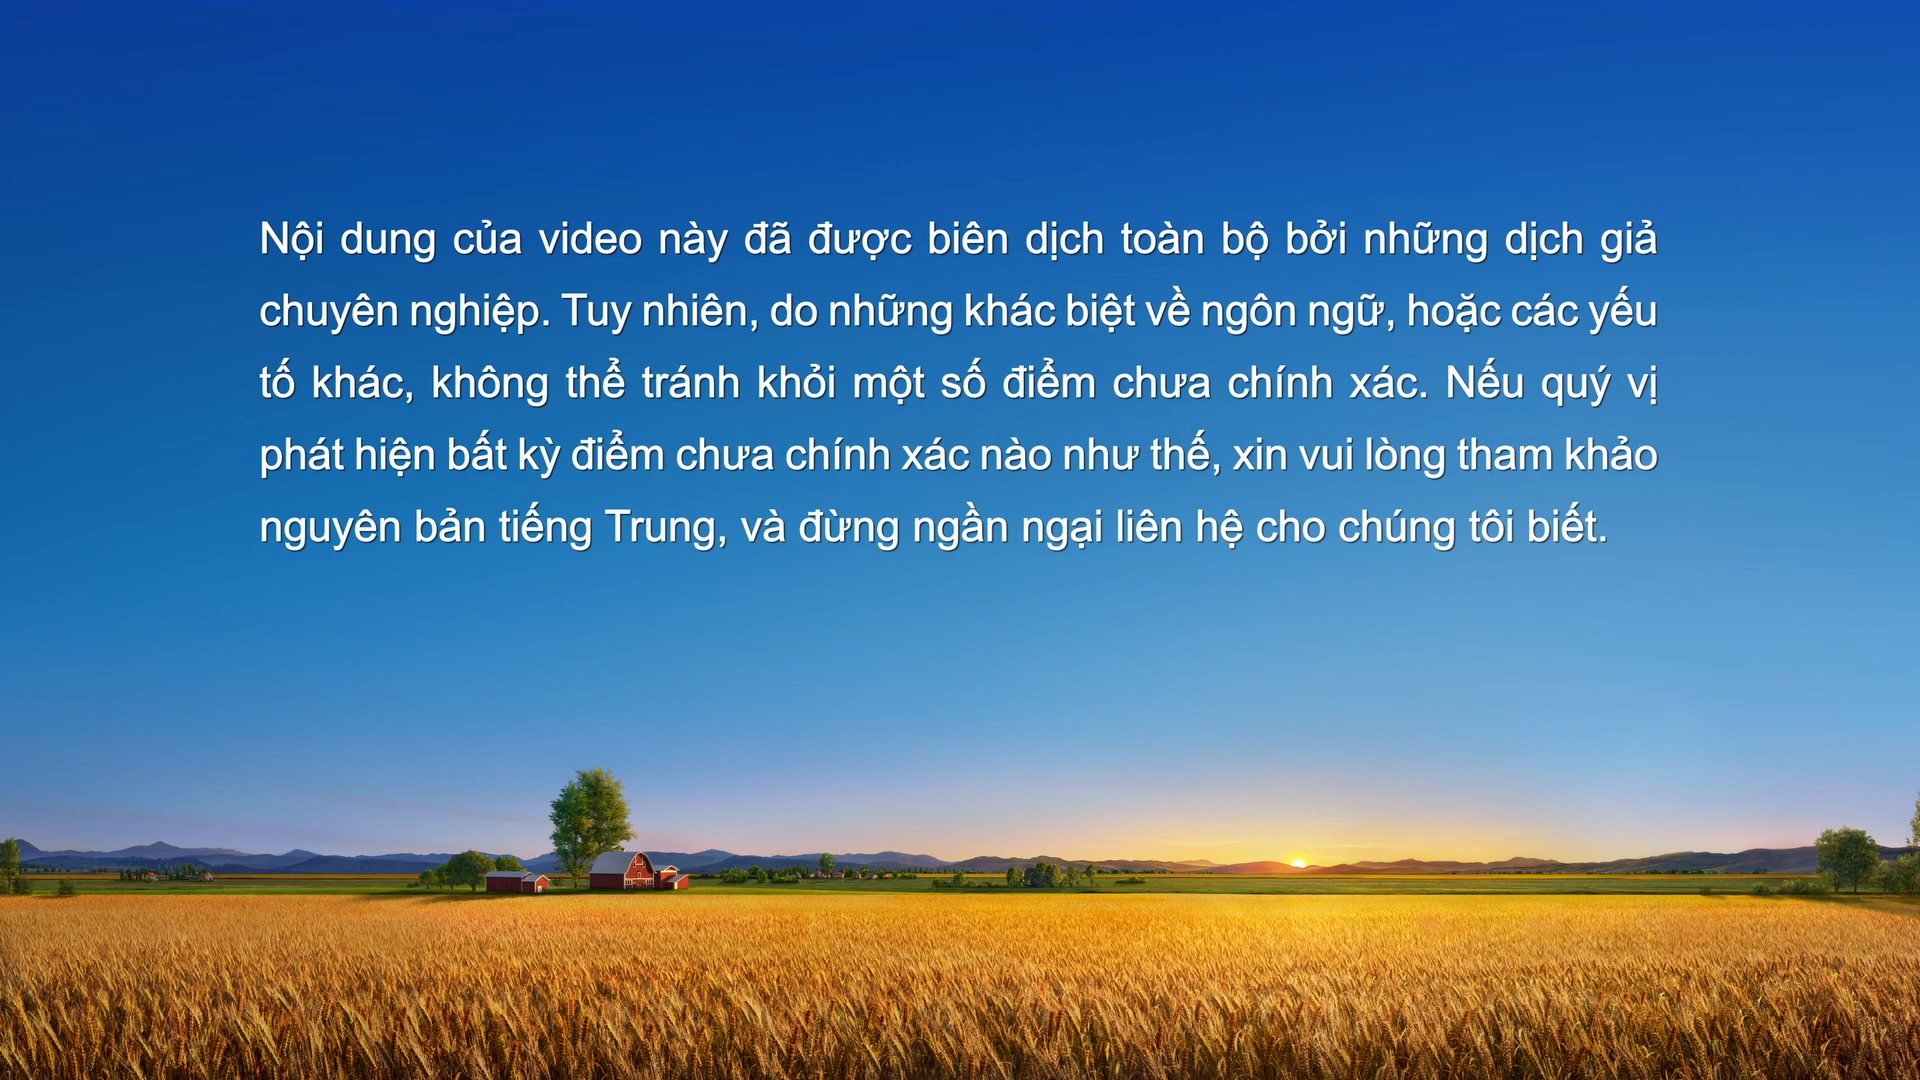 Nội dung của video này đã được biên dịch toàn bộ bởi những dịch giả
chuyên nghiệp. Tuy nhiên, do những khác biệt về ngôn ngữ, hoặc các yếu
tố khác, không thể tránh khỏi một số điểm chưa chính xác. Nếu quý vị
phát hiện bất kỳ điểm chưa chính xác nào như thế, xin vui lòng tham khảo
nguyên bản tiếng Trung, và đừng ngần ngại liên hệ cho chúng tôi biết.